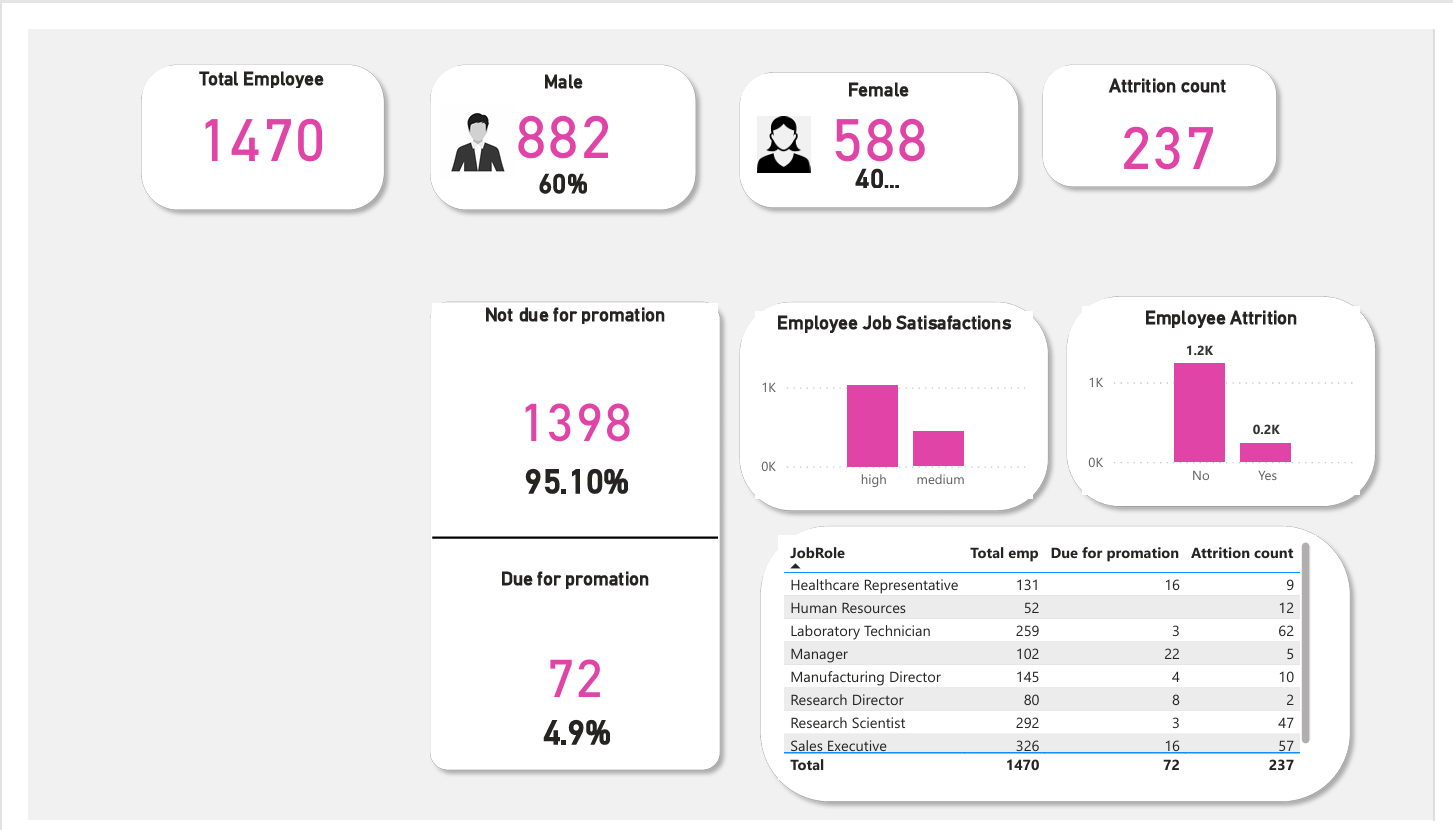 Total Employee
1470
Male
882
60%
Female
588
40...
Attrition count
237
Not due for promation
1398
95.10%
Due for promation
72
4.9%
Employee Job Satisafactions
1K
0K
high medium
Employee Attrition
1.2K
1K
0.2K
0K
No Yes
JobRole Total emp Due for promation Attrition count
Healthcare Representative 131 16 9
Human Resources 52 12
Laboratory Technician 259 3 62
Manager 102 22 5
Manufacturing Director 145 4 10
Research Director 80 8 2
Research Scientist 292 3 47
Sales Executive 326 16 57
Total 1470 72 237